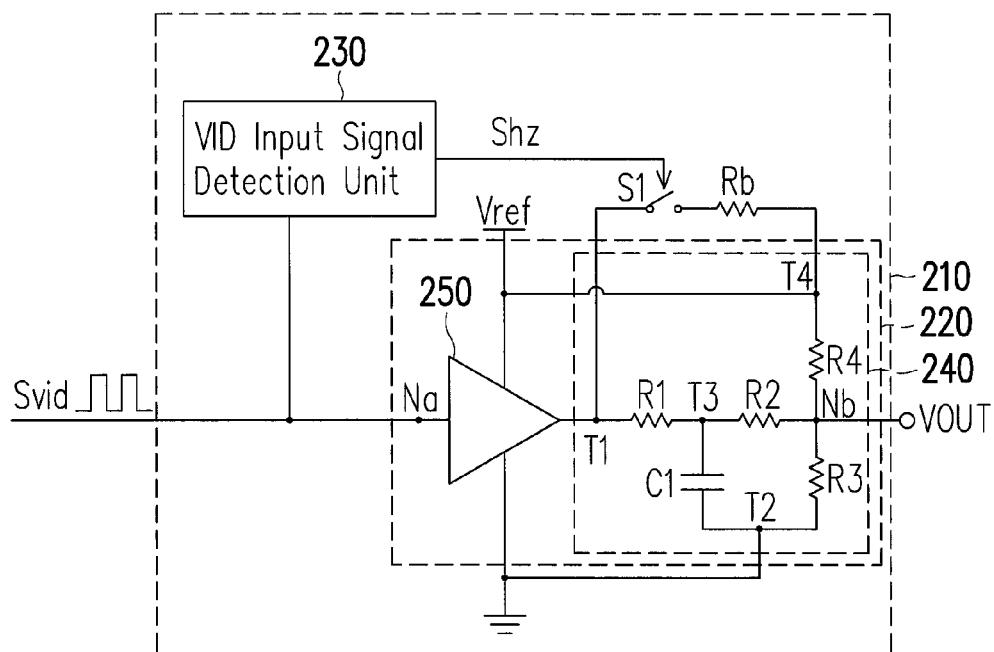 230
VID Input Signal
Detection Unit
Shz
S1
Rb
Vref
T4
210
250
220
R4
240
Svid
Na
R1
T3
R2
Nb
VOUT
T1
C1
R3
T2